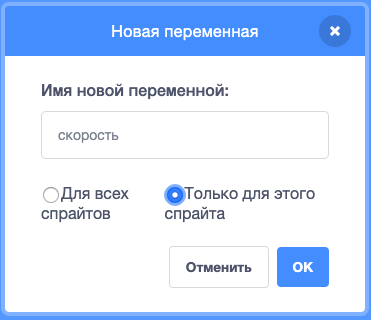 Новая переменная
Имя новой переменной:
скорость
Для всех
спрайтов
Только для этого
спрайта
Отменить
ОК